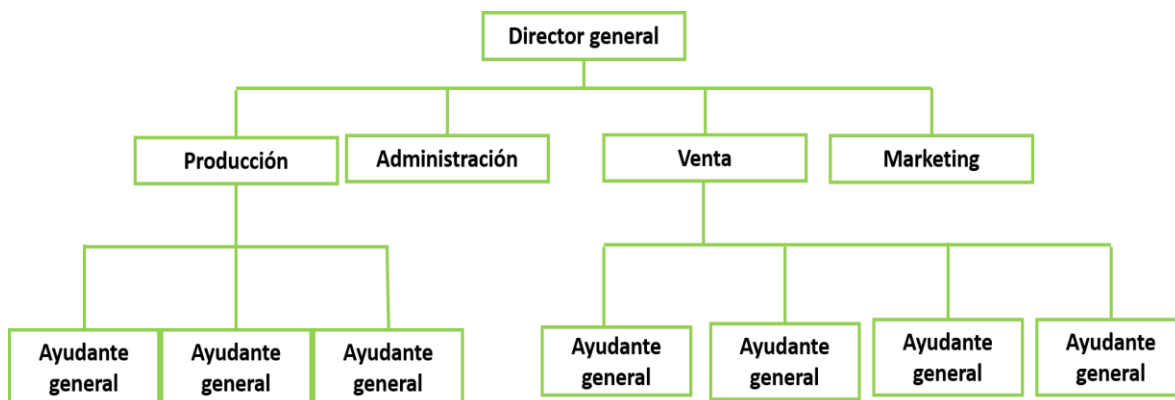 Director general
Producción
Administración
Venta
Marketing
Ayudante
general
Ayudante
general
Ayudante
general
Ayudante
general
Ayudante
general
Ayudante
general
Ayudante
general